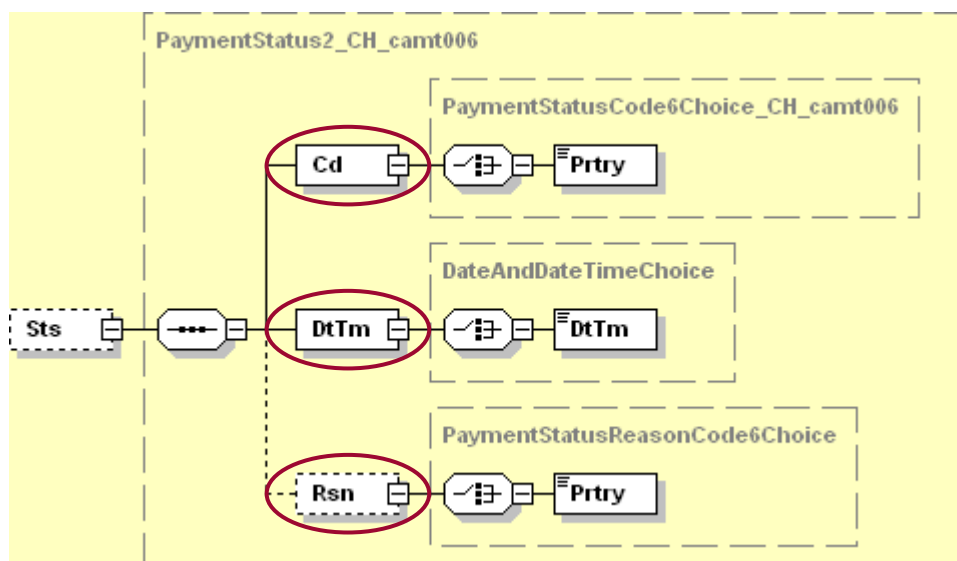 PaymentStatus2_CH_camt006
PaymentStatusCode6Choice_CH_camt006
Cd
Prtry
DateAndDateTimeChoice
Sts
DtTm
DtTm
PaymentStatusReasonCode6Choice
Rsn
Prtry